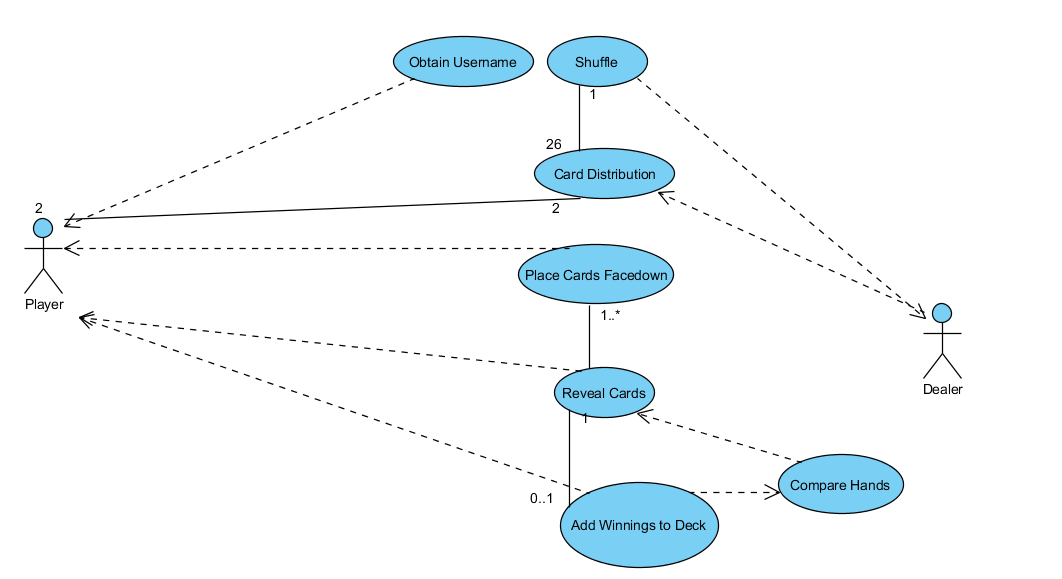 Obtain Username
Shuffle
1
26
Card Distribution
2
2
Place Cards Facedown
Player
1..*
Dealer
Reveal Cards
1
Compare Hands
0..1
Add Winnings to Deck